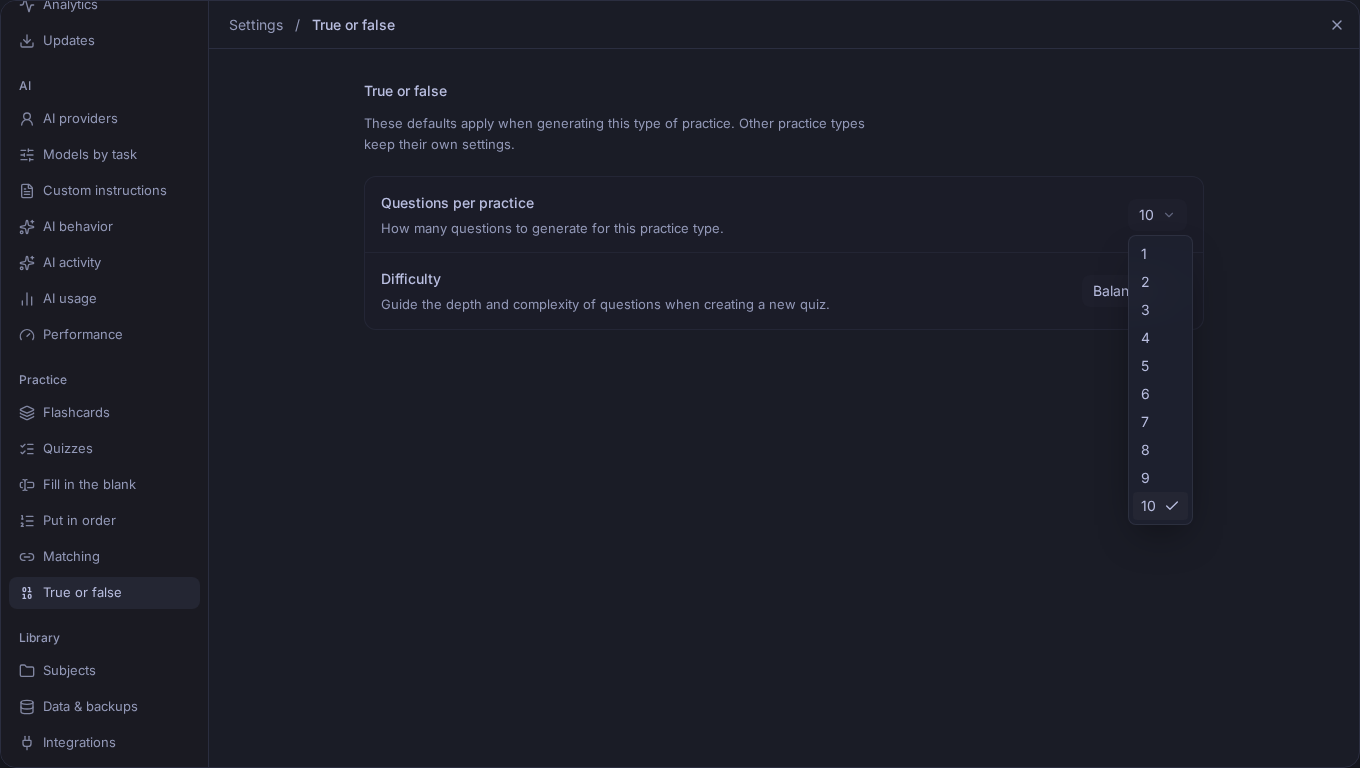 Analytics
Updates
AI
AI providers
Models by task
Custom instructions
AI behavior
AI activity
AI usage
Performance
Practice
Flashcards
Quizzes
Fill in the blank
Put in order
Matching
True or false
Library
Subjects
Data & backups
Integrations
Settings / True or false
True or false
These defaults apply when generating this type of practice. Other practice types
keep their own settings.
Questions per practice
How many questions to generate for this practice type.
10
Difficulty
Guide the depth and complexity of questions when creating a new quiz.
Balan
1
2
3
4
5
6
7
8
9
10